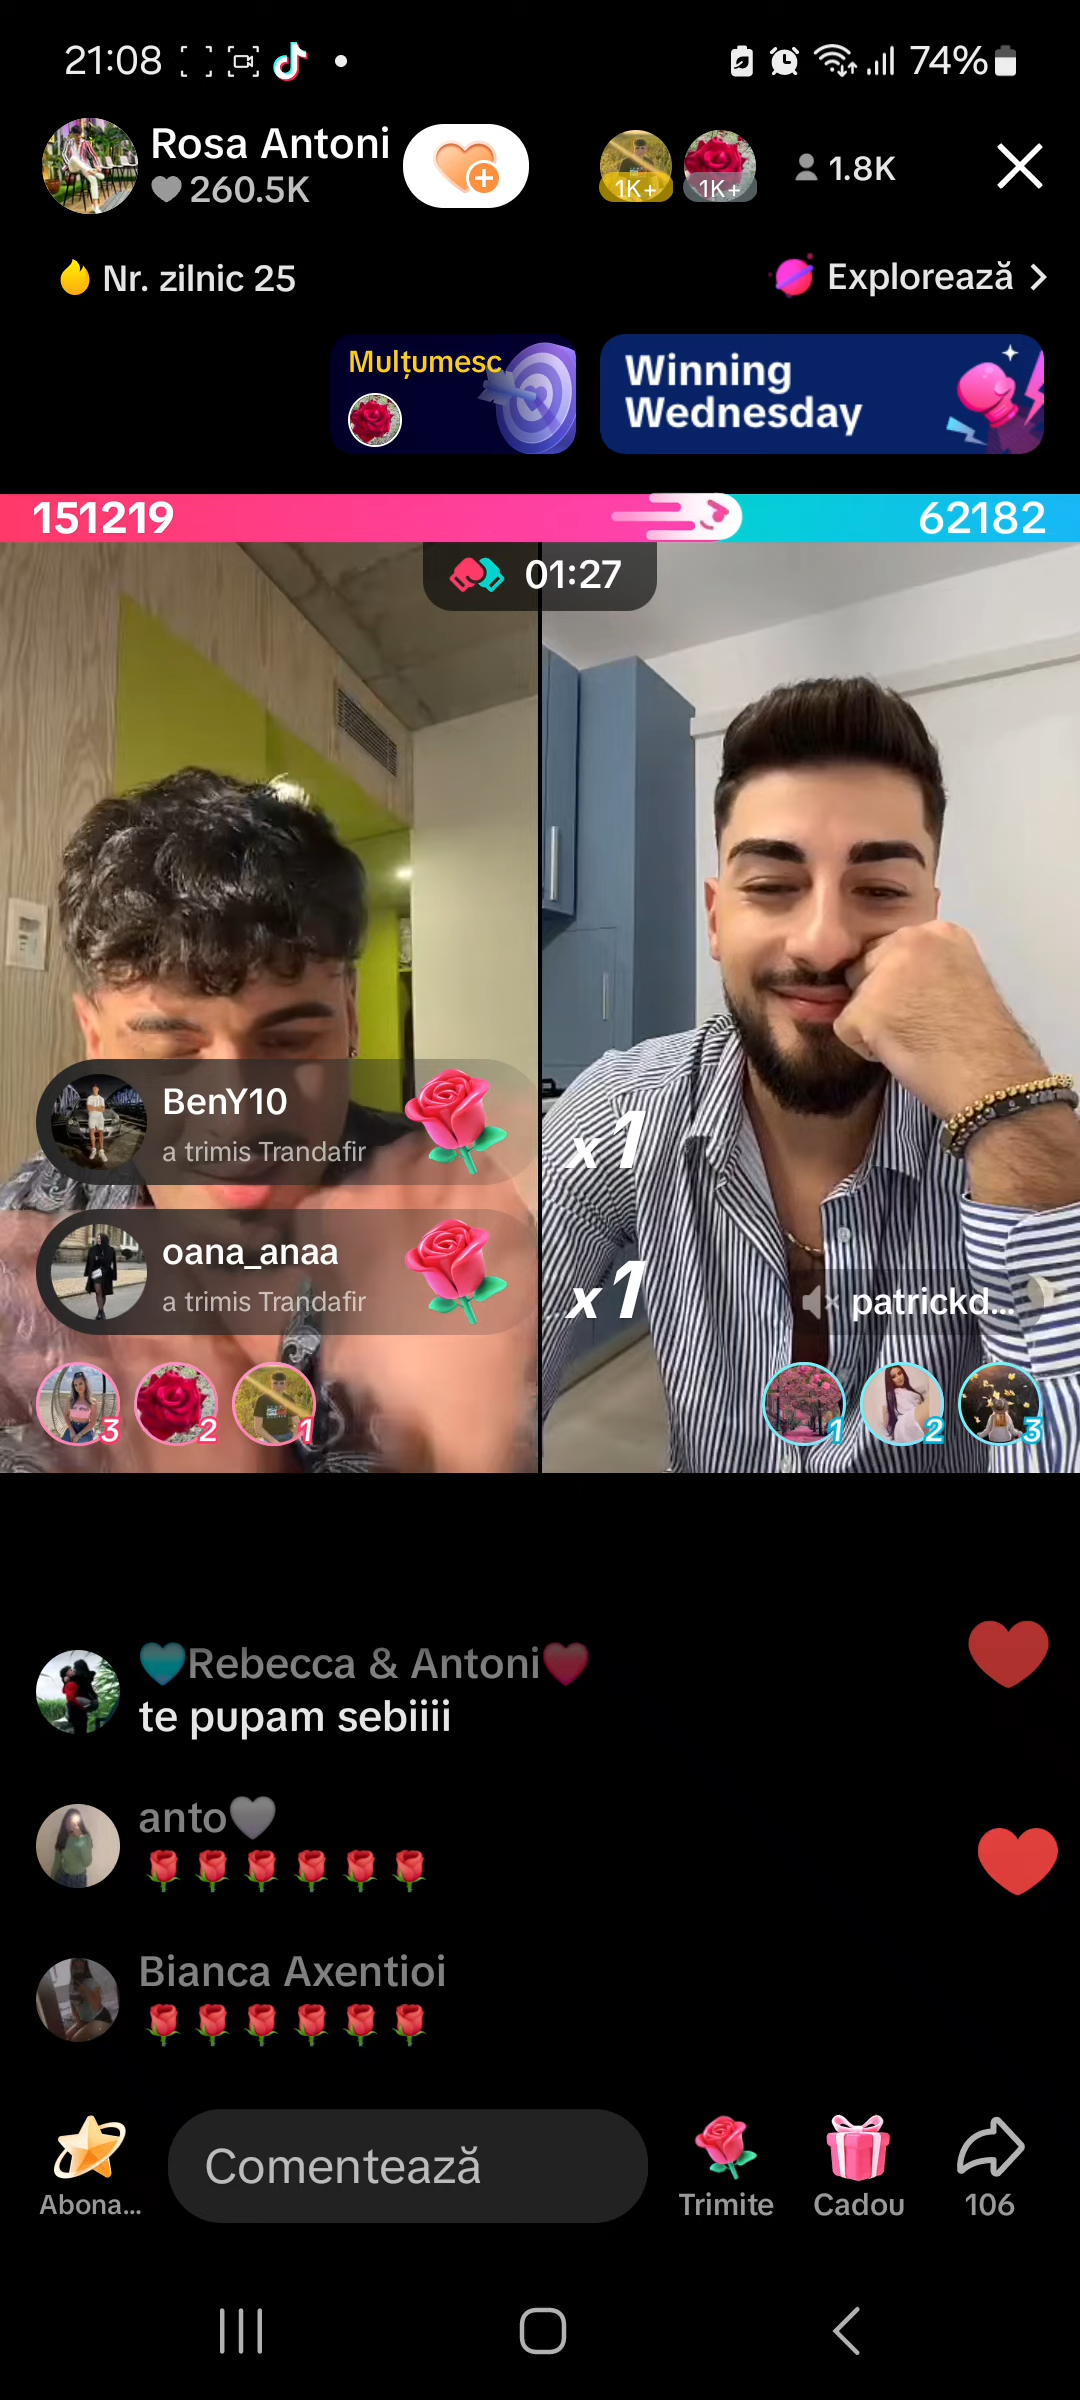 21:08
74%
Rosa Antoni
260.5K
1K+
1K+
1.8K
Nr. zilnic 25
Explorează
Mulțumesc
Winning
Wednesday
151219
62182
01:27
BenY10
a trimis Trandafir
x1
oana_anaa
a trimis Trandafir
x1
patrickd...
3
2
1
1
2
3
🩵Rebecca & Antoni❤️
te pupam sebiiii
anto🤍
🌹🌹🌹🌹🌹🌹
Bianca Axentioi
🌹🌹🌹🌹🌹🌹
Abona...
Comentează
Trimite
Cadou
106